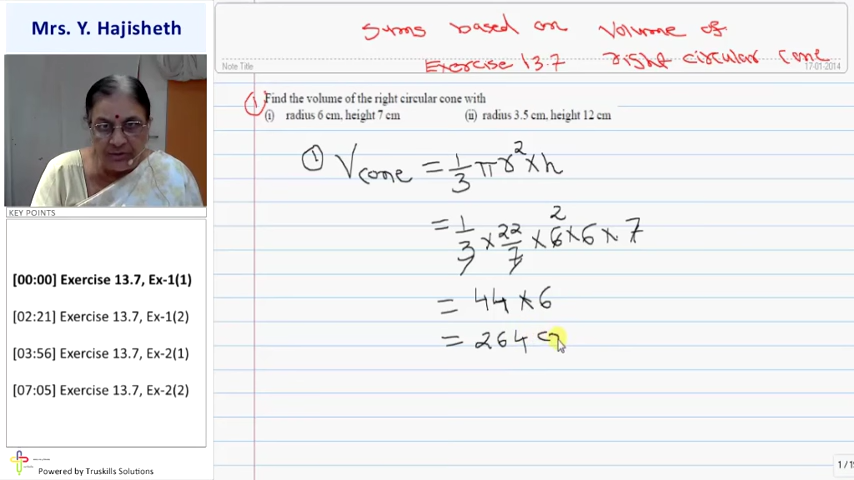 Mrs. Y. Hajisheth
Sums based on Volume of
Exercise 13.7 right circular cone
Note Title
17-01-2014
1 Find the volume of the right circular cone with
(i) radius 6 cm, height 7 cm (ii) radius 3.5 cm, height 12 cm
① Vcone = 1/3 πr² × h
= 1/3 × 22/7 × 6 × 6 × 7
2
= 44 × 6
= 264 c
KEY POINTS
[00:00] Exercise 13.7, Ex-1(1)
[02:21] Exercise 13.7, Ex-1(2)
[03:56] Exercise 13.7, Ex-2(1)
[07:05] Exercise 13.7, Ex-2(2)
Powered by Truskills Solutions